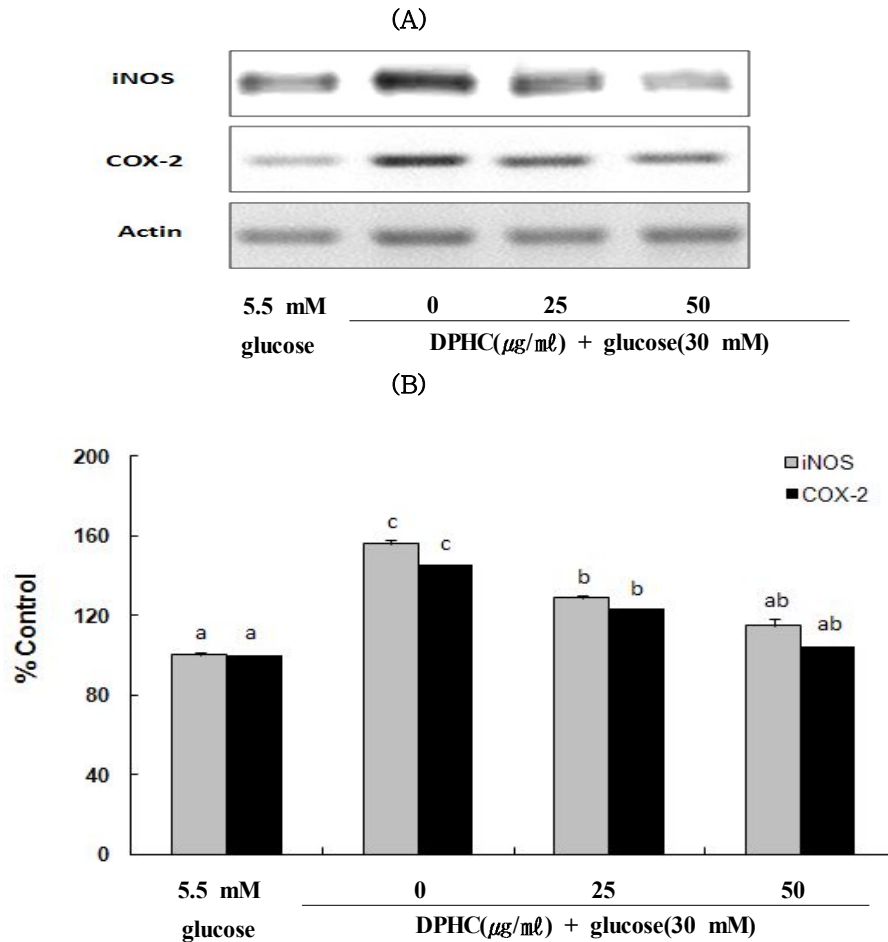 (A)
iNOS
COX-2
Actin
5.5 mM 0 25 50
glucose DPHC(㎍/㎖) + glucose(30 mM)
(B)
200
iNOS
COX-2
160
c c
b b
ab ab
120
a a
% Control
80
40
0
5.5 mM 0 25 50
glucose DPHC(㎍/㎖) + glucose(30 mM)